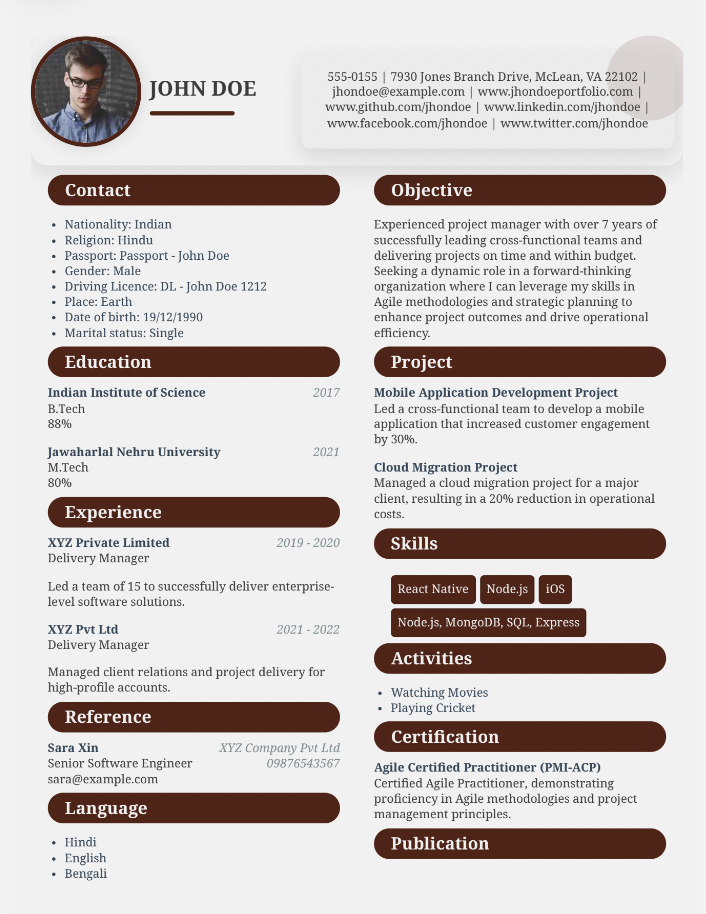 JOHN DOE
555-0155 | 7930 Jones Branch Drive, McLean, VA 22102 |
jhondoe@example.com | www.jhondoeportfolio.com |
www.github.com/jhondoe | www.linkedin.com/jhondoe |
www.facebook.com/jhondoe | www.twitter.com/jhondoe
Contact
• Nationality: Indian
• Religion: Hindu
• Passport: Passport - John Doe
• Gender: Male
• Driving Licence: DL - John Doe 1212
• Place: Earth
• Date of birth: 19/12/1990
• Marital status: Single
Education
Indian Institute of Science 2017
B.Tech
88%
Jawaharlal Nehru University 2021
M.Tech
80%
Experience
XYZ Private Limited 2019 - 2020
Delivery Manager
Led a team of 15 to successfully deliver enterprise-
level software solutions.
XYZ Pvt Ltd 2021 - 2022
Delivery Manager
Managed client relations and project delivery for
high-profile accounts.
Reference
Sara Xin XYZ Company Pvt Ltd
Senior Software Engineer 09876543567
sara@example.com
Language
• Hindi
• English
• Bengali
Objective
Experienced project manager with over 7 years of
successfully leading cross-functional teams and
delivering projects on time and within budget.
Seeking a dynamic role in a forward-thinking
organization where I can leverage my skills in
Agile methodologies and strategic planning to
enhance project outcomes and drive operational
efficiency.
Project
Mobile Application Development Project
Led a cross-functional team to develop a mobile
application that increased customer engagement
by 30%.
Cloud Migration Project
Managed a cloud migration project for a major
client, resulting in a 20% reduction in operational
costs.
Skills
React Native Node.js iOS
Node.js, MongoDB, SQL, Express
Activities
• Watching Movies
• Playing Cricket
Certification
Agile Certified Practitioner (PMI-ACP)
Certified Agile Practitioner, demonstrating
proficiency in Agile methodologies and project
management principles.
Publication